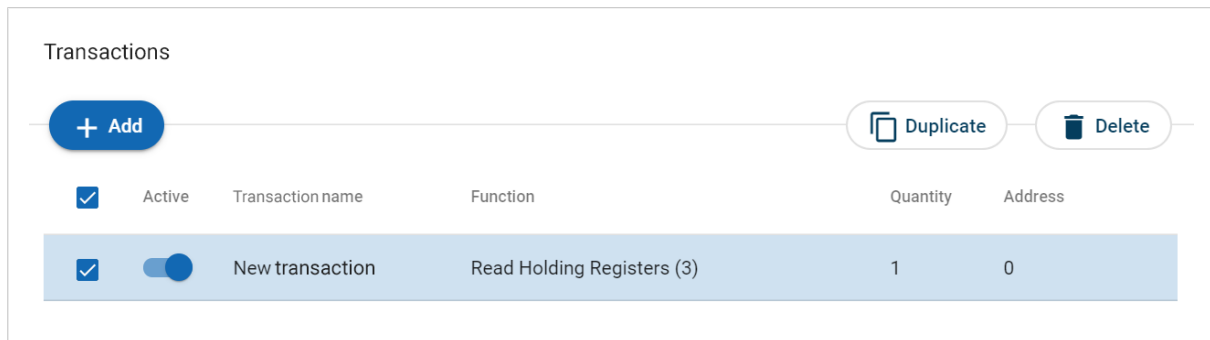 Transactions
Add Duplicate Delete
Active Transaction name Function Quantity Address
New transaction Read Holding Registers (3) 1 0